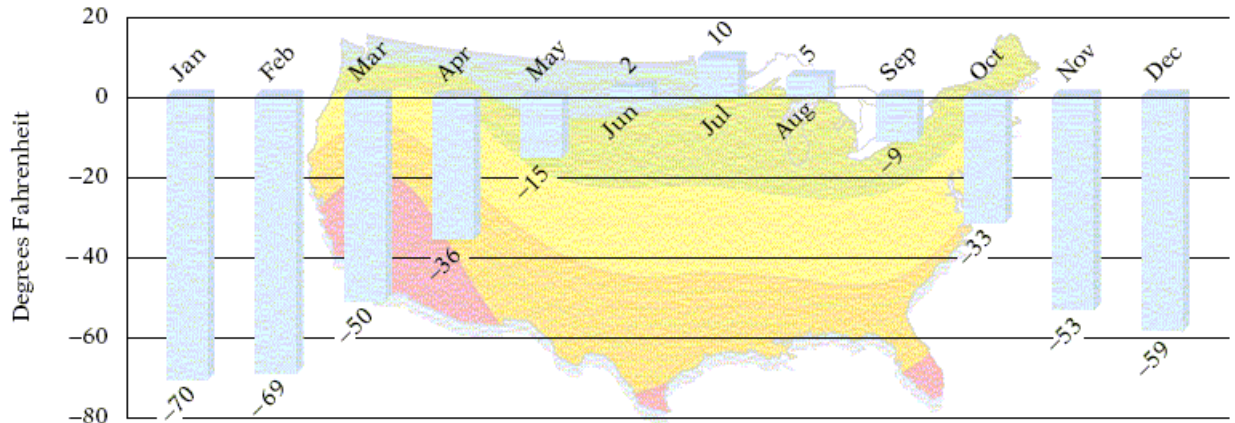 Degrees Fahrenheit
20
0
−20
−40
−60
−80
Jan
Feb
Mar
Apr
May
Jun
Jul
Aug
Sep
Oct
Nov
Dec
−70
−69
−50
−36
−15
2
10
5
−9
−33
−53
−59